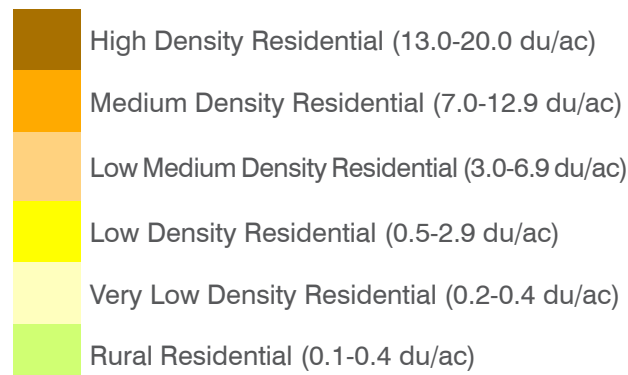 High Density Residential (13.0-20.0 du/ac)
Medium Density Residential (7.0-12.9 du/ac)
Low Medium Density Residential (3.0-6.9 du/ac)
Low Density Residential (0.5-2.9 du/ac)
Very Low Density Residential (0.2-0.4 du/ac)
Rural Residential (0.1-0.4 du/ac)